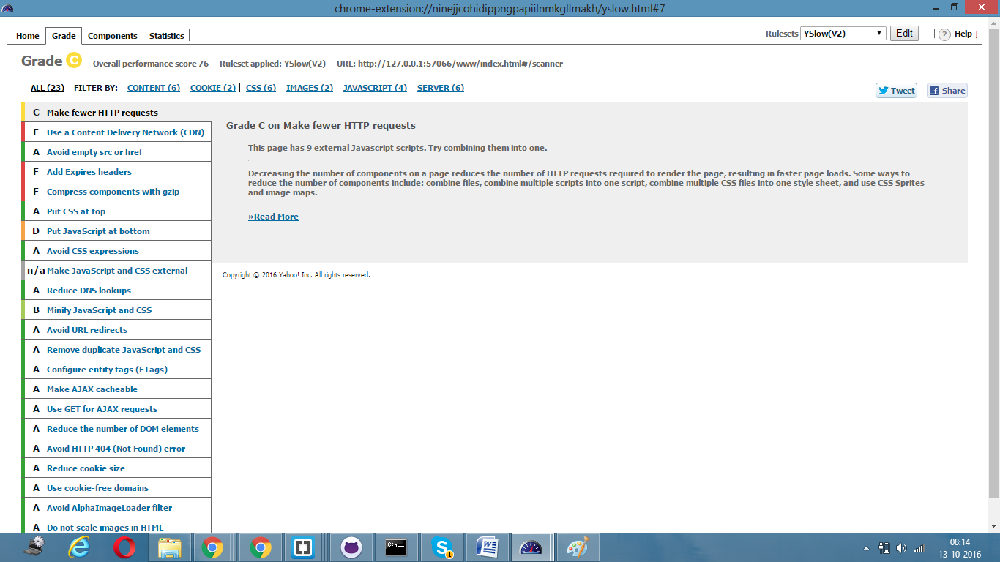 chrome-extension://ninejjcohidippngpapiilnmkgllmakh/yslow.html#7
Home Grade Components Statistics Rulesets YSlow(V2) Edit ? Help ↓
Grade C Overall performance score 76 Ruleset applied: YSlow(V2) URL: http://127.0.0.1:57066/www/index.html#/scanner
ALL (23) FILTER BY: CONTENT (6) COOKIE (2) CSS (6) IMAGES (2) JAVASCRIPT (4) SERVER (6)
Tweet Share
C Make fewer HTTP requests
F Use a Content Delivery Network (CDN)
A Avoid empty src or href
F Add Expires headers
F Compress components with gzip
A Put CSS at top
D Put JavaScript at bottom
A Avoid CSS expressions
n/a Make JavaScript and CSS external
A Reduce DNS lookups
B Minify JavaScript and CSS
A Avoid URL redirects
A Remove duplicate JavaScript and CSS
A Configure entity tags (ETags)
A Make AJAX cacheable
A Use GET for AJAX requests
A Reduce the number of DOM elements
A Avoid HTTP 404 (Not Found) error
A Reduce cookie size
A Use cookie-free domains
A Avoid AlphaImageLoader filter
A Do not scale images in HTML
Grade C on Make fewer HTTP requests
This page has 9 external Javascript scripts. Try combining them into one.
Decreasing the number of components on a page reduces the number of HTTP requests required to render the page, resulting in faster page loads. Some ways to
reduce the number of components include: combine files, combine multiple scripts into one script, combine multiple CSS files into one style sheet, and use CSS Sprites
and image maps.
»Read More
Copyright © 2016 Yahoo! Inc. All rights reserved.
08:14
13-10-2016